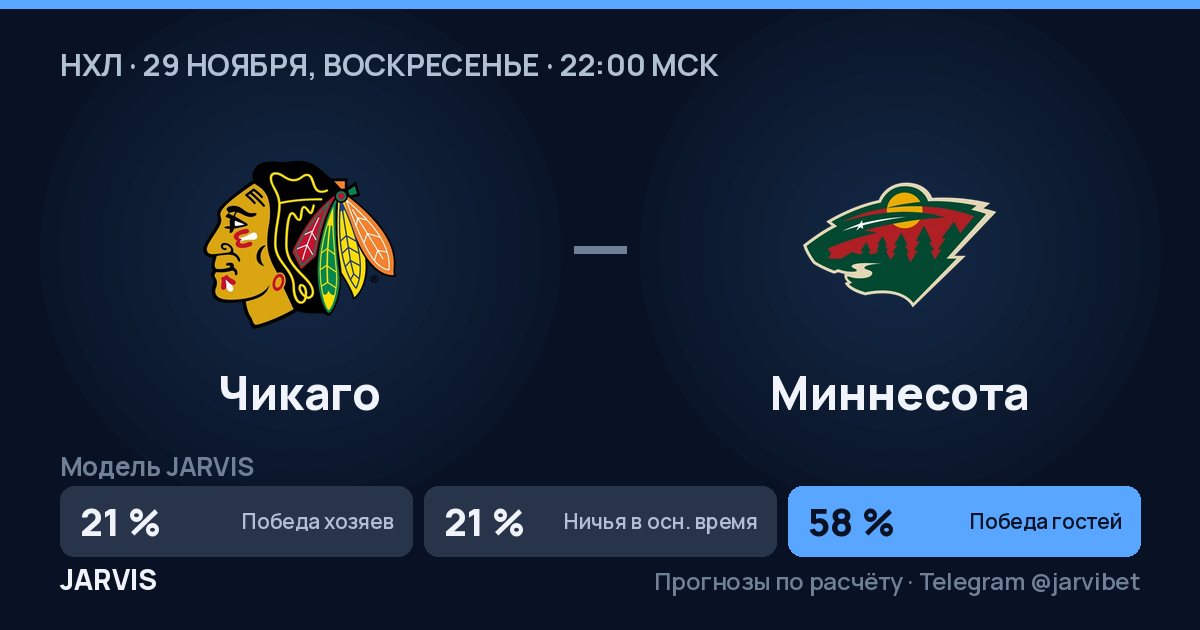 НХЛ · 29 НОЯБРЯ, ВОСКРЕСЕНЬЕ · 22:00 МСК
Чикаго
Миннесота
Модель JARVIS
21 % Победа хозяев
21 % Ничья в осн. время
58 % Победа гостей
JARVIS
Прогнозы по расчёту · Telegram @jarvibet